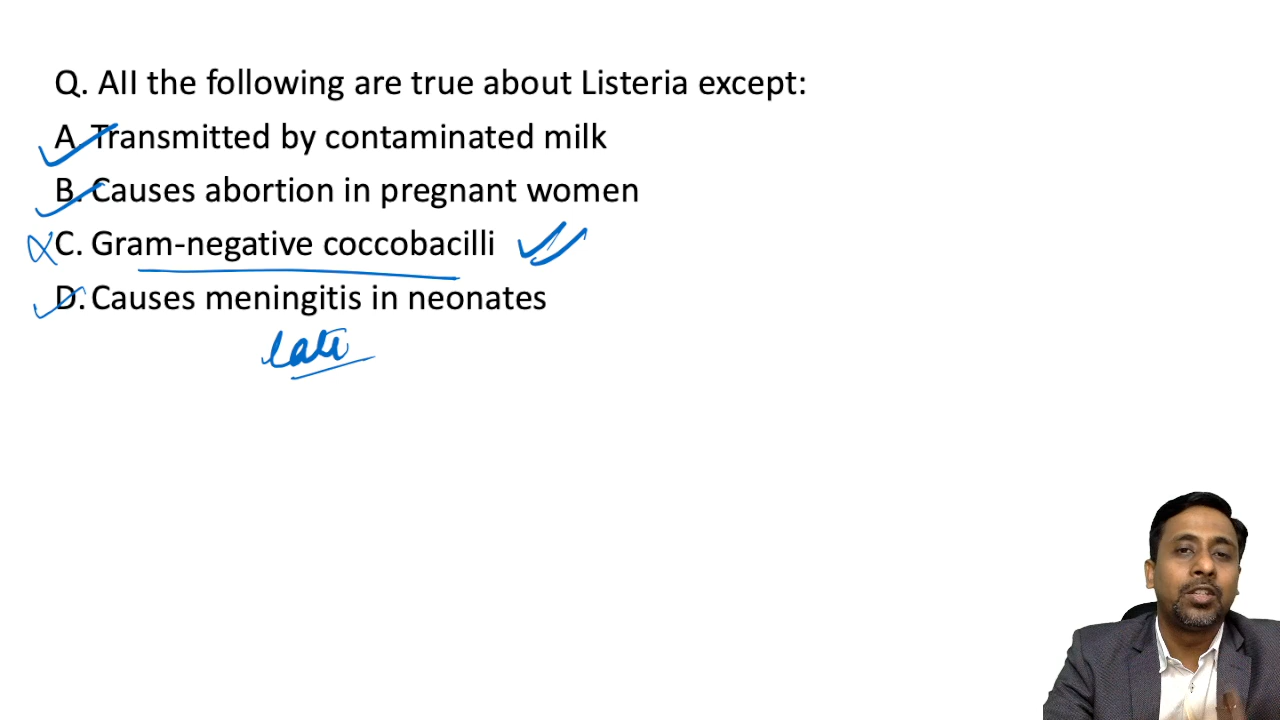 Q. All the following are true about Listeria except:
A. Transmitted by contaminated milk
B. Causes abortion in pregnant women
C. Gram-negative coccobacilli
D. Causes meningitis in neonates
late